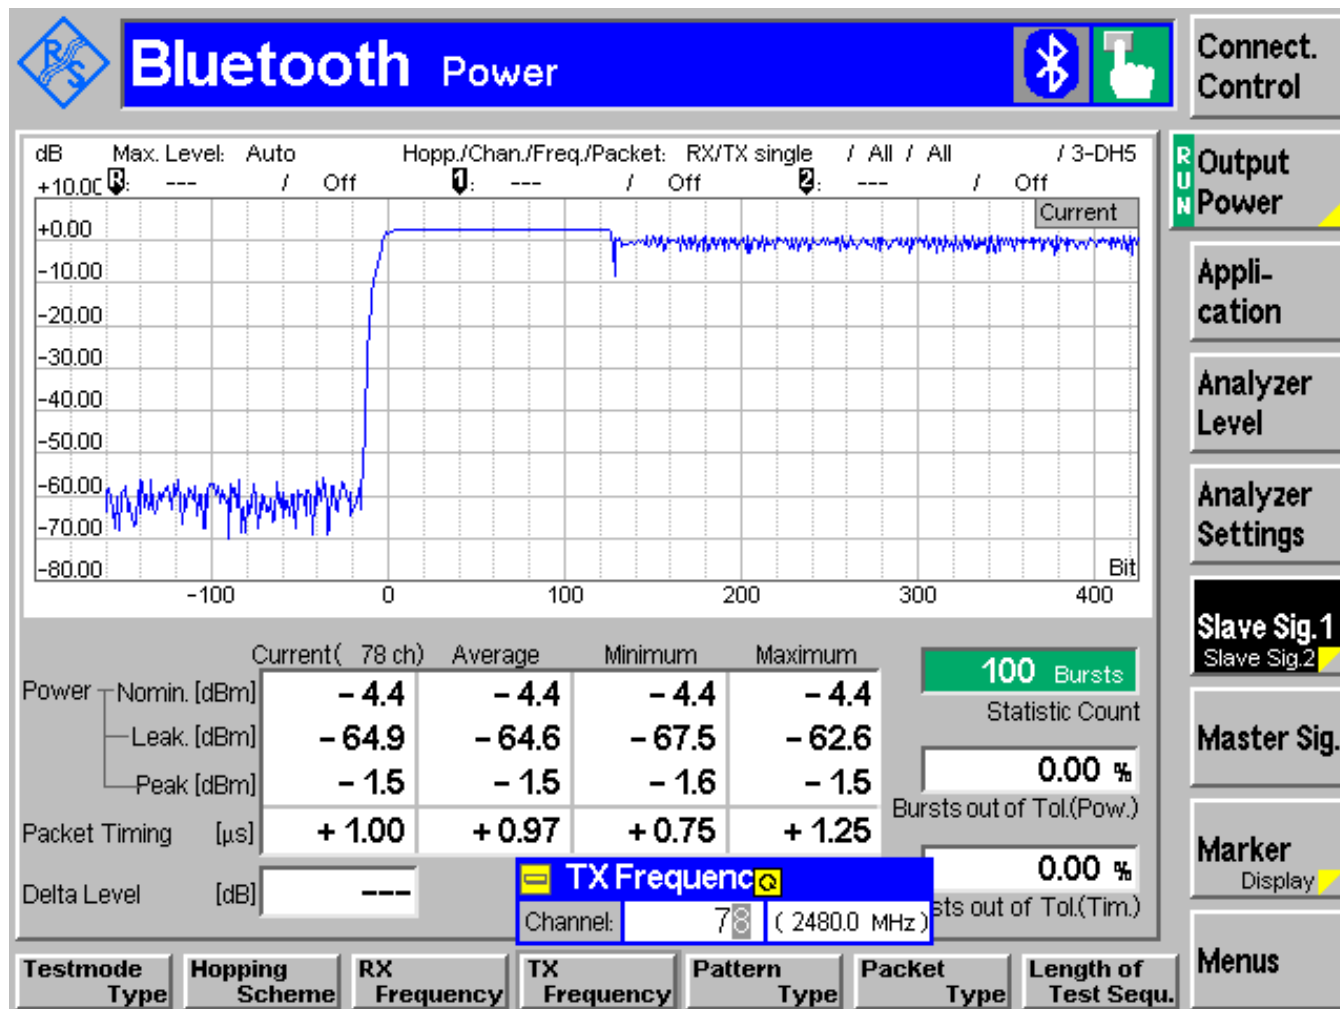 R S
Bluetooth Power
Connect.
Control
dB Max. Level: Auto Hopp./Chan./Freq./Packet: RX/TX single / All / All / 3-DH5
+10.00 R: --- / Off 1: --- / Off 2: --- / Off
Current
+0.00
-10.00
-20.00
-30.00
-40.00
-50.00
-60.00
-70.00
-80.00
Bit
-100 0 100 200 300 400
RUN
Output
Power
Appli-
cation
Analyzer
Level
Analyzer
Settings
Slave Sig.1
Slave Sig.2
Master Sig.
Marker
Display
Menus
Current( 78 ch) Average Minimum Maximum
Power Nomin. [dBm] - 4.4 - 4.4 - 4.4 - 4.4
Leak. [dBm] - 64.9 - 64.6 - 67.5 - 62.6
Peak [dBm] - 1.5 - 1.5 - 1.6 - 1.5
Packet Timing [µs] + 1.00 + 0.97 + 0.75 + 1.25
Delta Level [dB] ---
100 Bursts
Statistic Count
0.00 %
Bursts out of Tol.(Pow.)
0.00 %
sts out of Tol.(Tim.)
TX Frequenc
Channel: 78 ( 2480.0 MHz )
Testmode
Type
Hopping
Scheme
RX
Frequency
TX
Frequency
Pattern
Type
Packet
Type
Length of
Test Sequ.